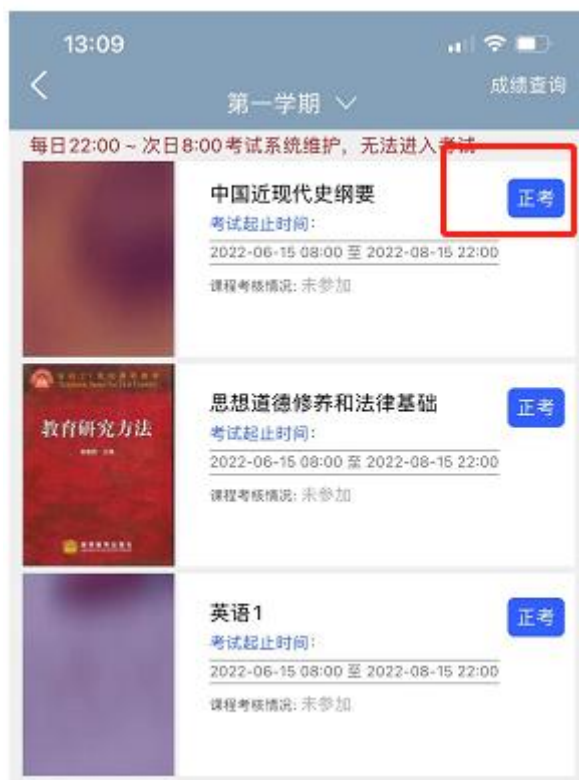 13:09
成绩查询
第一学期
每日22:00 ~ 次日8:00考试系统维护，无法进入考试
中国近现代史纲要
正考
考试起止时间：
2022-06-15 08:00 至 2022-08-15 22:00
课程考核情况: 未参加
教育研究方法
思想道德修养和法律基础
正考
考试起止时间：
2022-06-15 08:00 至 2022-08-15 22:00
课程考核情况: 未参加
英语1
正考
考试起止时间：
2022-06-15 08:00 至 2022-08-15 22:00
课程考核情况: 未参加